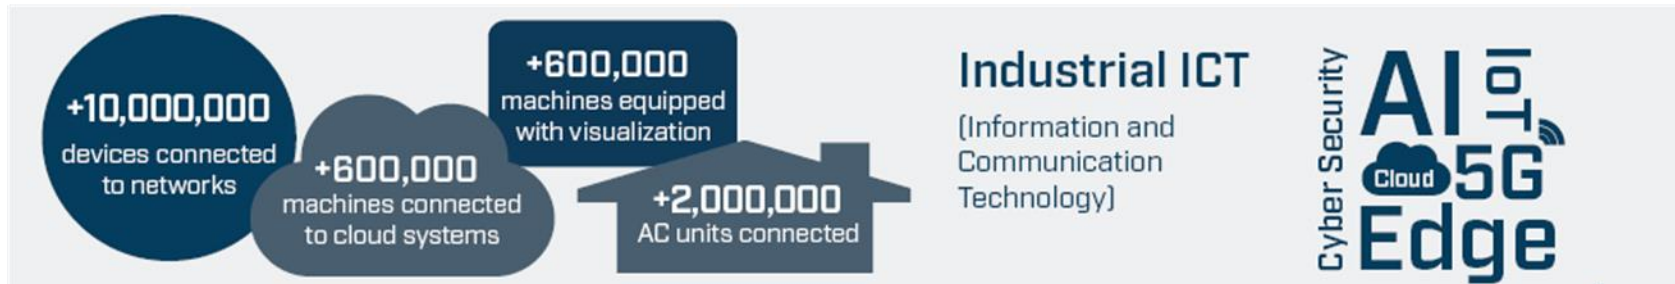 +10,000,000
devices connected
to networks
+600,000
machines connected
to cloud systems
+600,000
machines equipped
with visualization
+2,000,000
AC units connected
Industrial ICT
(Information and
Communication
Technology)
Cyber Security
AI
IoT
Cloud
5G
Edge